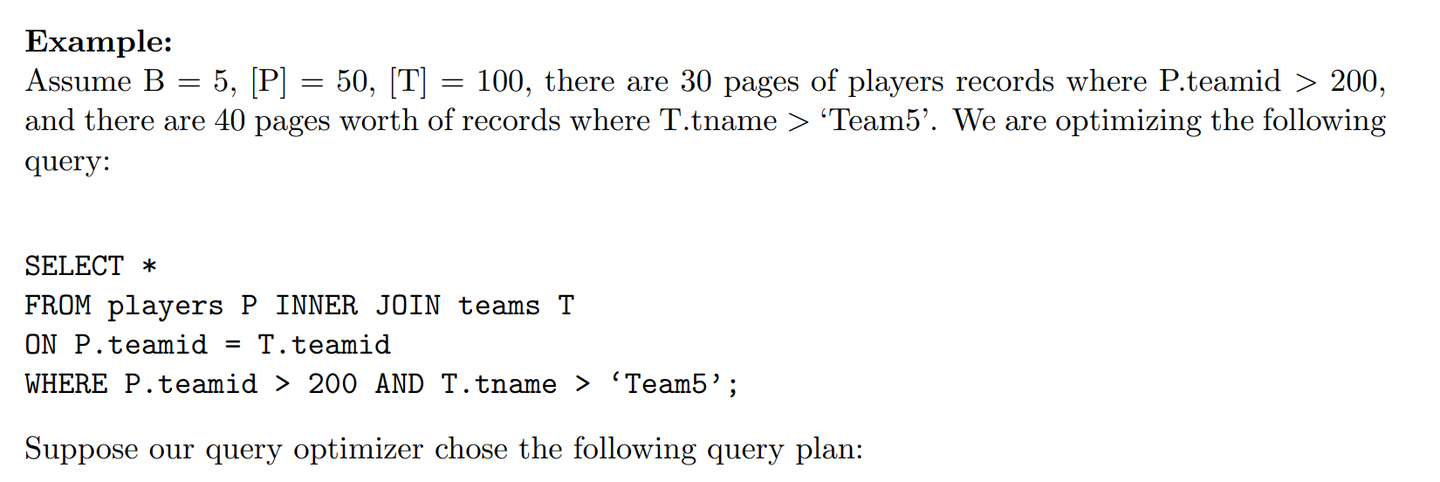 Example:
Assume B = 5, [P] = 50, [T] = 100, there are 30 pages of players records where P.teamid > 200,
and there are 40 pages worth of records where T.tname > ‘Team5’. We are optimizing the following
query:
SELECT *
FROM players P INNER JOIN teams T
ON P.teamid = T.teamid
WHERE P.teamid > 200 AND T.tname > ‘Team5’;
Suppose our query optimizer chose the following query plan: